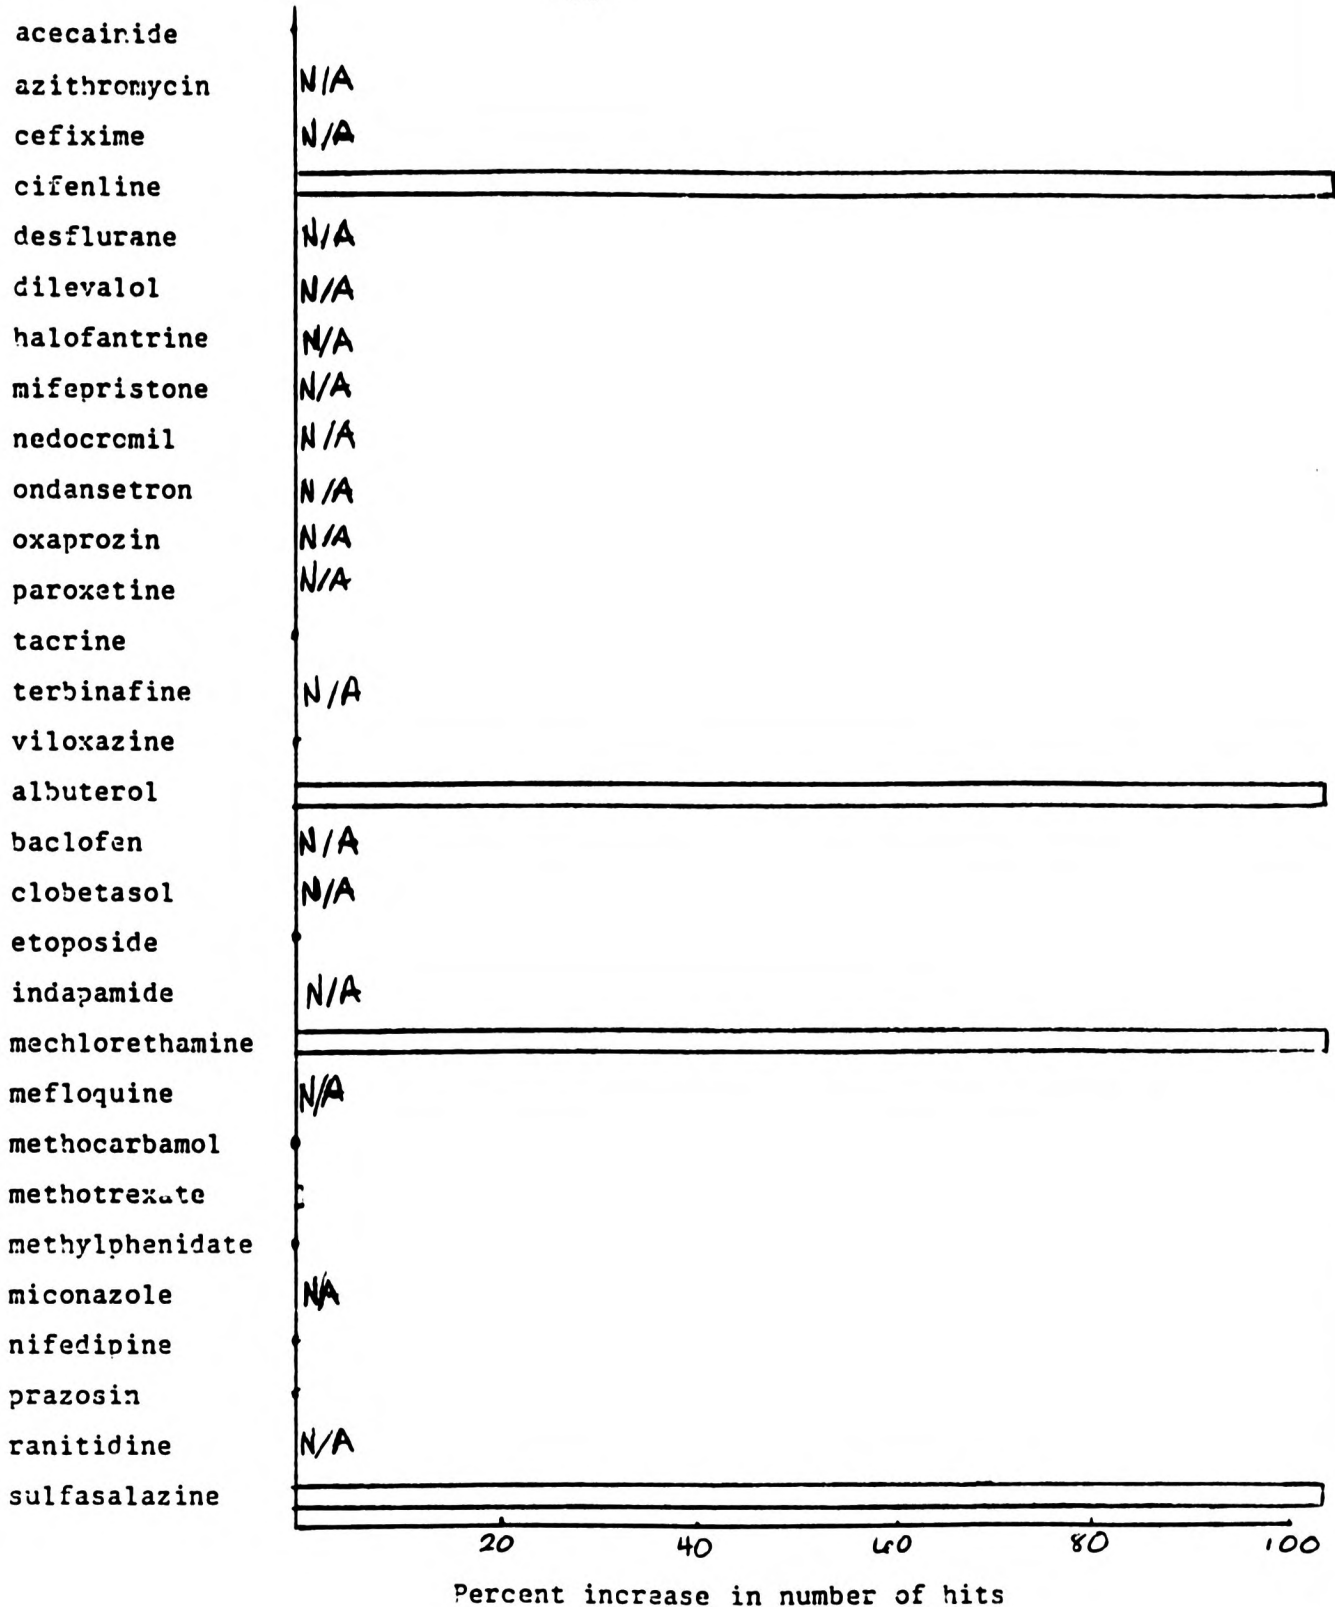 acecainide
azithromycin N/A
cefixime N/A
cifenline
desflurane N/A
dilevalol N/A
halofantrine N/A
mifepristone N/A
nedocromil N/A
ondansetron N/A
oxaprozin N/A
paroxetine N/A
tacrine
terbinafine N/A
viloxazine
albuterol
baclofen N/A
clobetasol N/A
etoposide
indapamide N/A
mechlorethamine
mefloquine N/A
methocarbamol
methotrexate
methylphenidate
miconazole N/A
nifedipine
prazosin
ranitidine N/A
sulfasalazine
20 40 60 80 100
Percent increase in number of hits